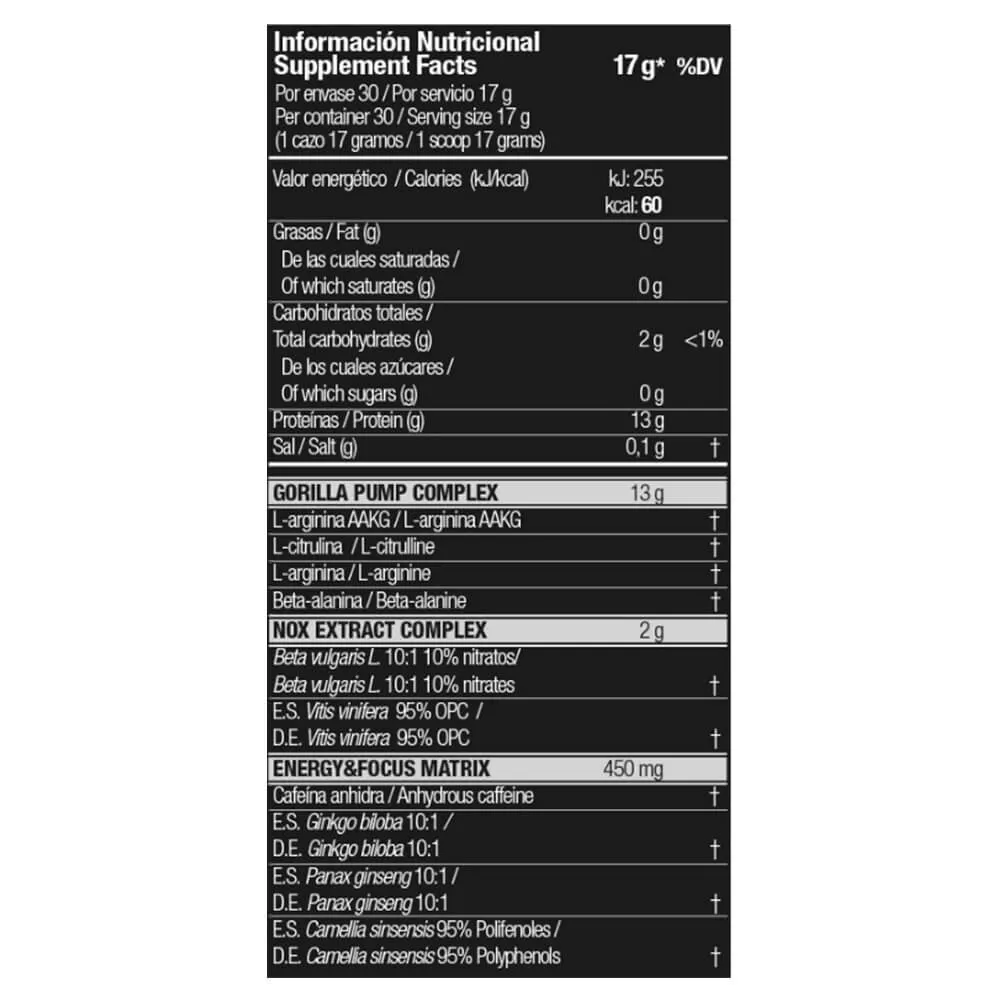 Información Nutricional
Supplement Facts 17 g* %DV
Por envase 30 / Por servicio 17 g
Per container 30 / Serving size 17 g
(1 cazo 17 gramos / 1 scoop 17 grams)
Valor energético / Calories (kJ/kcal) kJ: 255
kcal: 60
Grasas / Fat (g) 0 g
De las cuales saturadas /
Of which saturates (g) 0 g
Carbohidratos totales /
Total carbohydrates (g) 2 g <1%
De los cuales azúcares /
Of which sugars (g) 0 g
Proteínas / Protein (g) 13 g
Sal / Salt (g) 0,1 g †
GORILLA PUMP COMPLEX 13 g
L-arginina AAKG / L-arginina AAKG †
L-citrulina / L-citrulline †
L-arginina / L-arginine †
Beta-alanina / Beta-alanine †
NOX EXTRACT COMPLEX 2 g
Beta vulgaris L. 10:1 10% nitratos/
Beta vulgaris L. 10:1 10% nitrates †
E.S. Vitis vinifera 95% OPC /
D.E. Vitis vinifera 95% OPC †
ENERGY&FOCUS MATRIX 450 mg
Cafeína anhidra / Anhydrous caffeine †
E.S. Ginkgo biloba 10:1 /
D.E. Ginkgo biloba 10:1 †
E.S. Panax ginseng 10:1 /
D.E. Panax ginseng 10:1 †
E.S. Camellia sinsensis 95% Polifenoles /
D.E. Camellia sinsensis 95% Polyphenols †